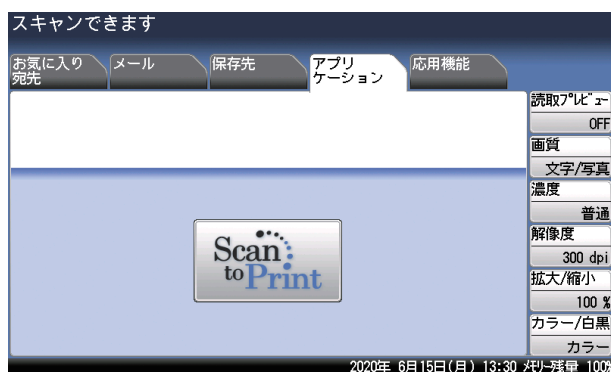 スキャンできます
お気に入り
宛先
メール
保存先
アプリ
ケーション
応用機能
読取プレビュー
OFF
画質
文字/写真
濃度
普通
解像度
300 dpi
拡大/縮小
100 %
カラー/白黒
カラー
Scan
to Print
2020年 6月15日(月) 13:30 メモリー残量 100%